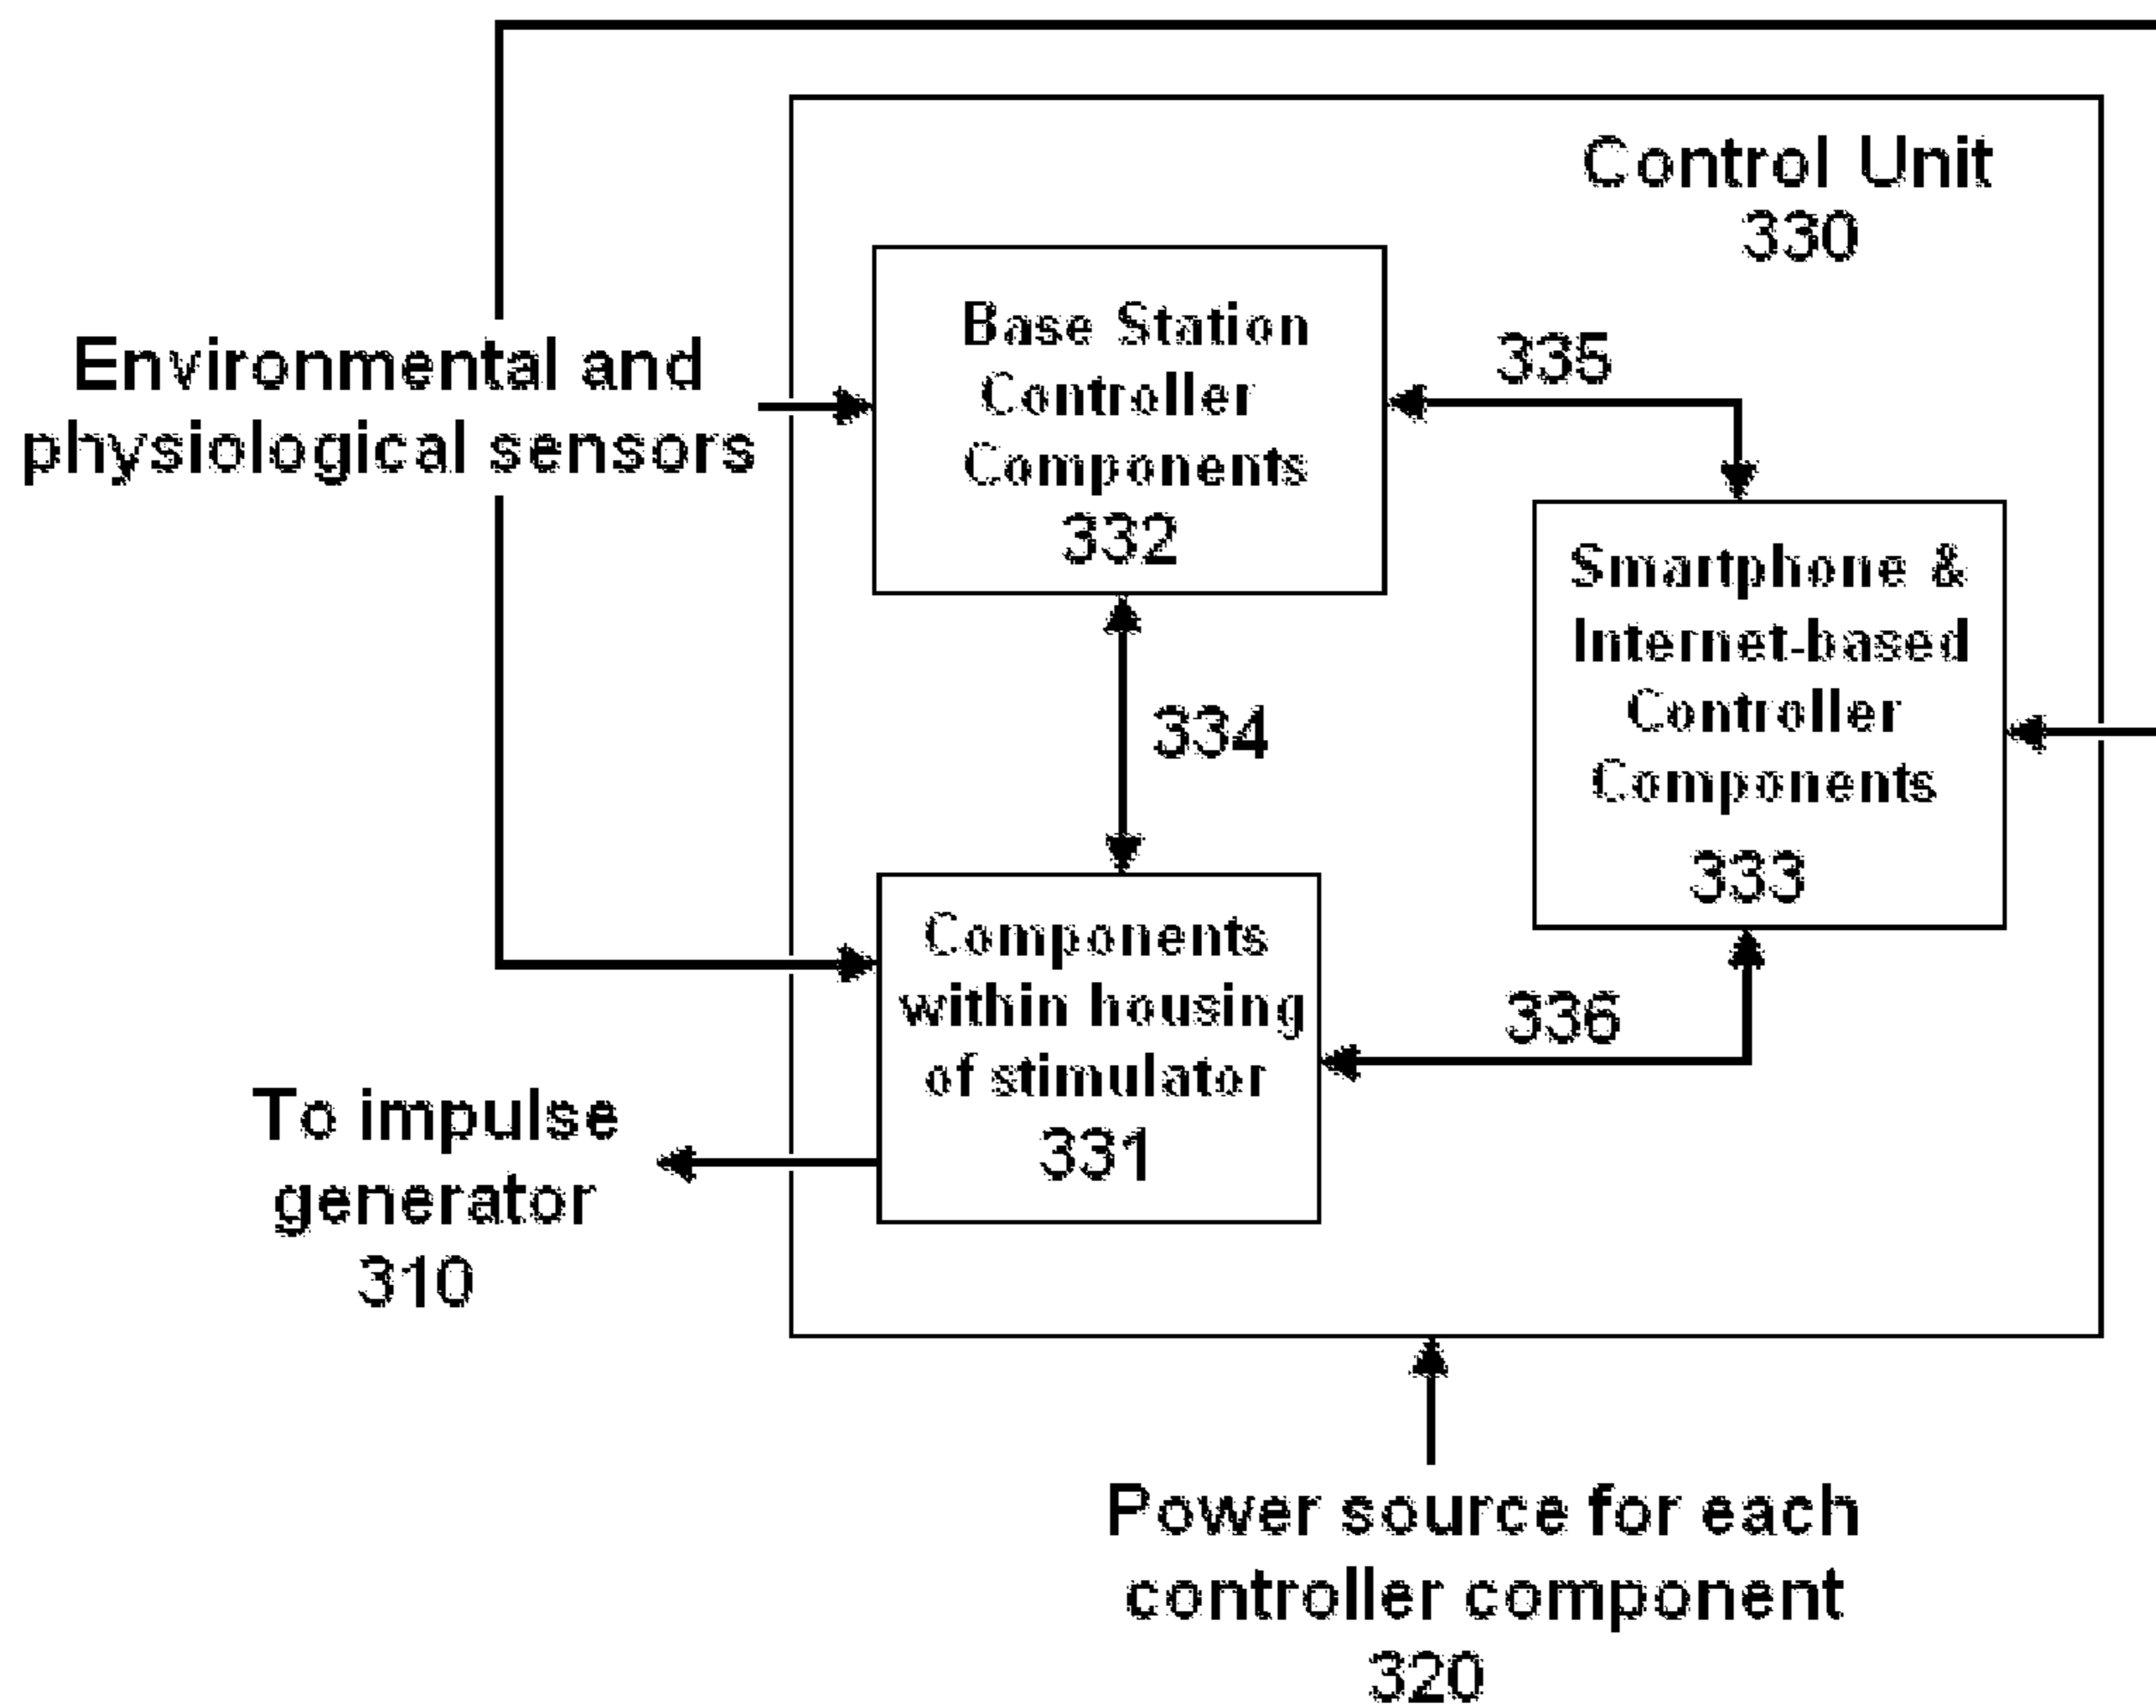 Control Unit
330
Base Station
Controller
Components
332
335
Environmental and
physiological sensors
Smartphone &
Internet-based
Controller
Components
333
334
Components
within housing
of stimulator
331
336
To impulse
generator
310
Power source for each
controller component
320